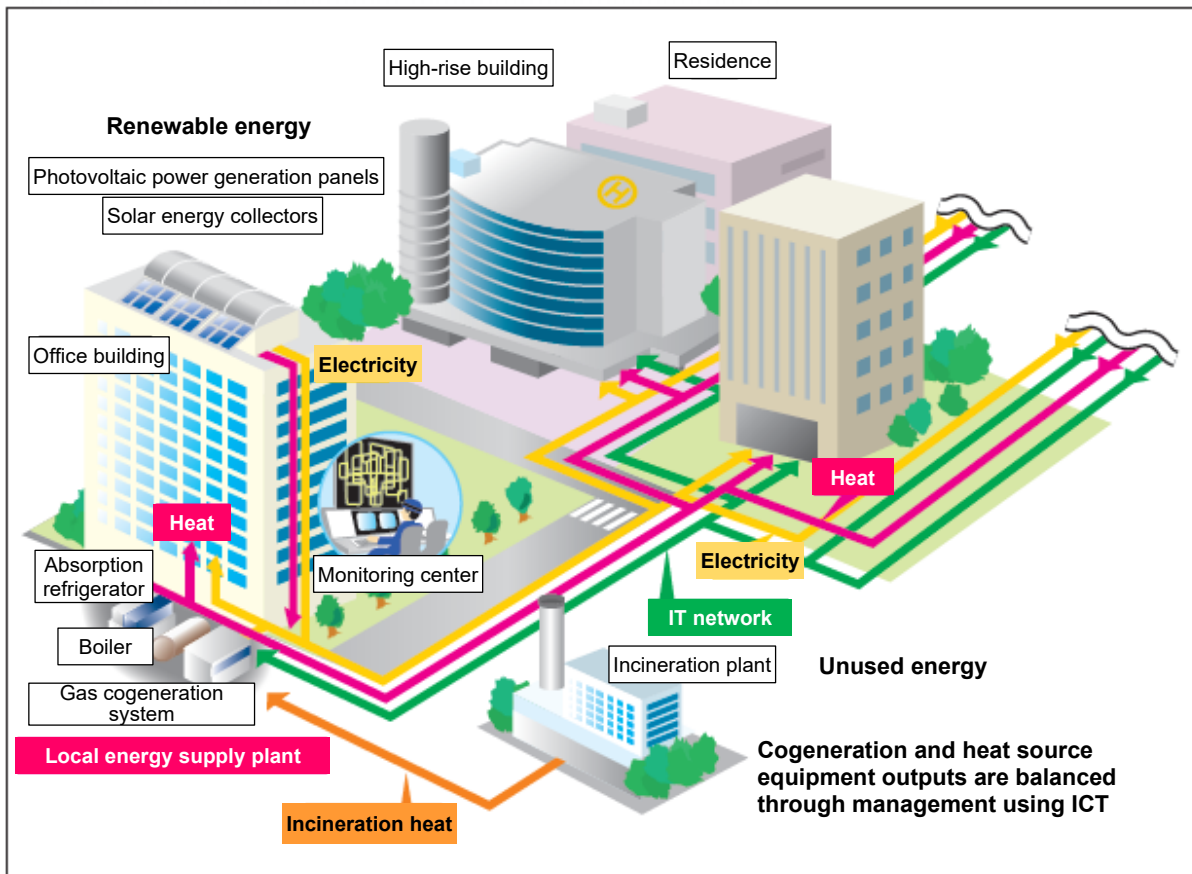 High-rise building
Residence
Renewable energy
Photovoltaic power generation panels
Solar energy collectors
H
Office building
Electricity
Heat
Heat
Absorption
refrigerator
Monitoring center
Electricity
IT network
Boiler
Incineration plant
Unused energy
Gas cogeneration
system
Local energy supply plant
Cogeneration and heat source
equipment outputs are balanced
through management using ICT
Incineration heat